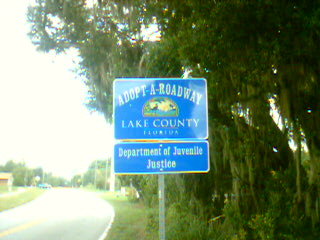 ADOPT-A-ROADWAY
LAKE COUNTY
FLORIDA
Department of Juvenile
Justice